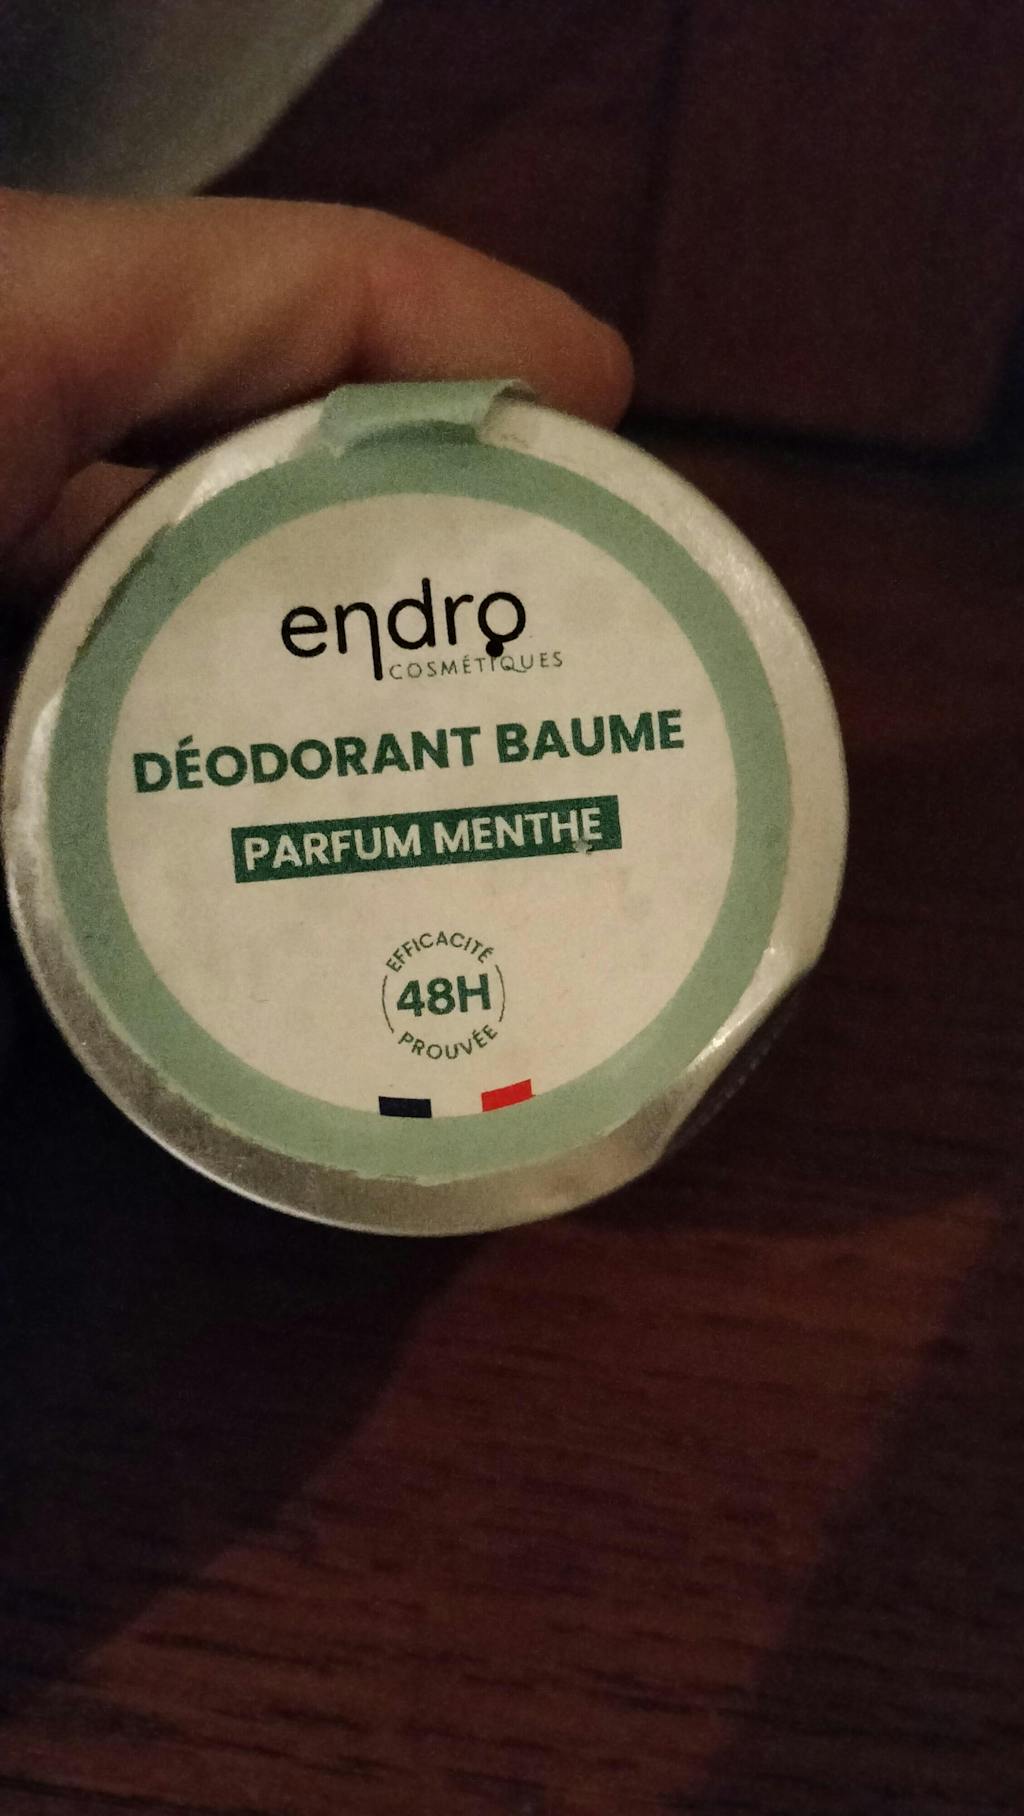 endro
COSMÉTIQUES
DÉODORANT BAUME
PARFUM MENTHE
EFFICACITÉ
48H
PROUVÉE